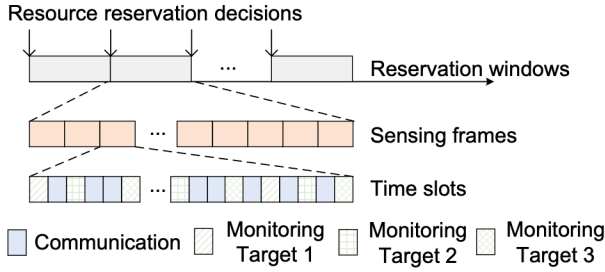 Resource reservation decisions
...
Reservation windows
...
Sensing frames
...
Time slots
Communication
Monitoring
Target 1
Monitoring
Target 2
Monitoring
Target 3